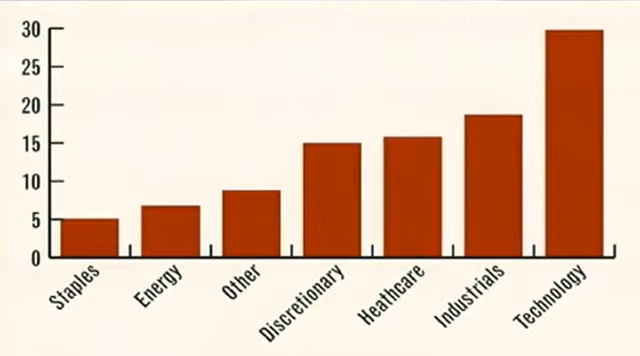 30
25
20
15
10
5
0
Staples
Energy
Other
Discretionary
Heathcare
Industrials
Technology